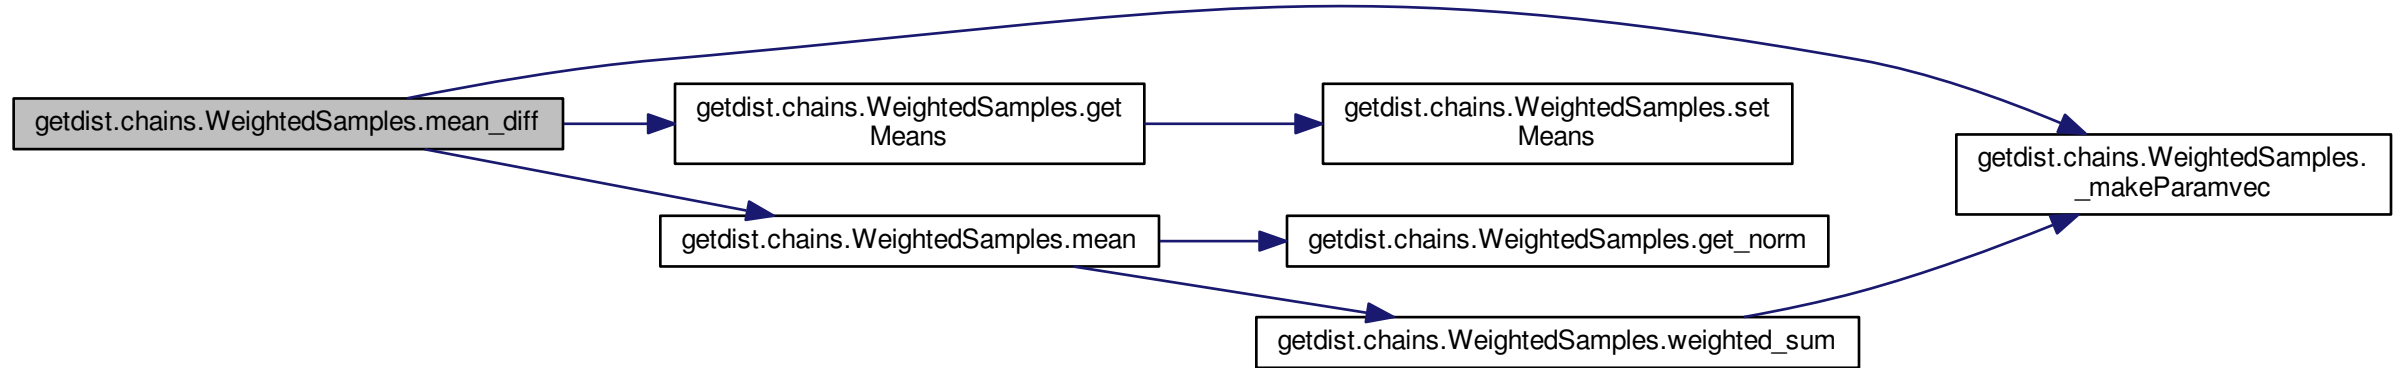 getdist.chains.WeightedSamples.mean_diff
getdist.chains.WeightedSamples.get
Means
getdist.chains.WeightedSamples.set
Means
getdist.chains.WeightedSamples.
_makeParamvec
getdist.chains.WeightedSamples.mean
getdist.chains.WeightedSamples.get_norm
getdist.chains.WeightedSamples.weighted_sum